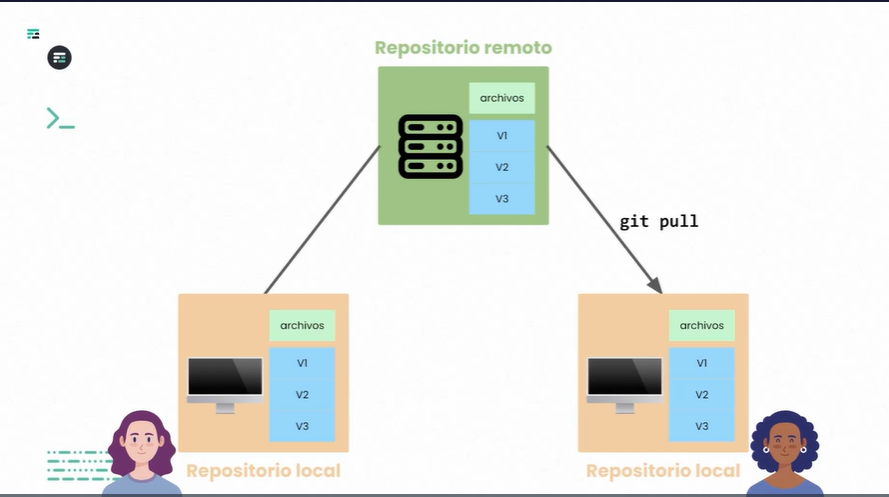 Repositorio remoto
archivos
V1
V2
V3
git pull
archivos
V1
V2
V3
Repositorio local
archivos
V1
V2
V3
Repositorio local